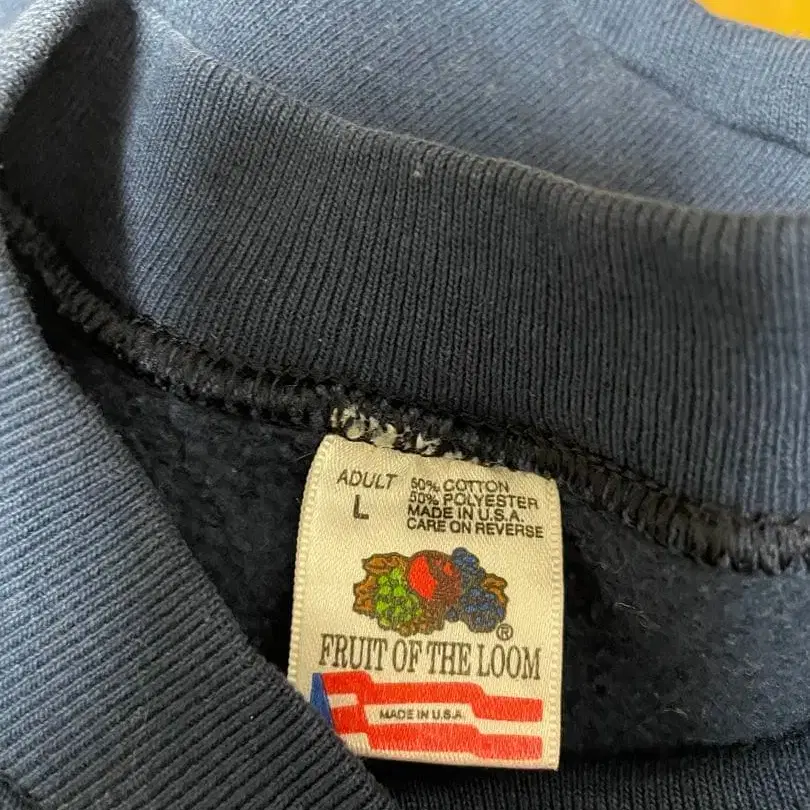 ADULT
L
50% COTTON
50% POLYESTER
MADE IN U.S.A.
CARE ON REVERSE
®
FRUIT OF THE LOOM
MADE IN U.S.A.